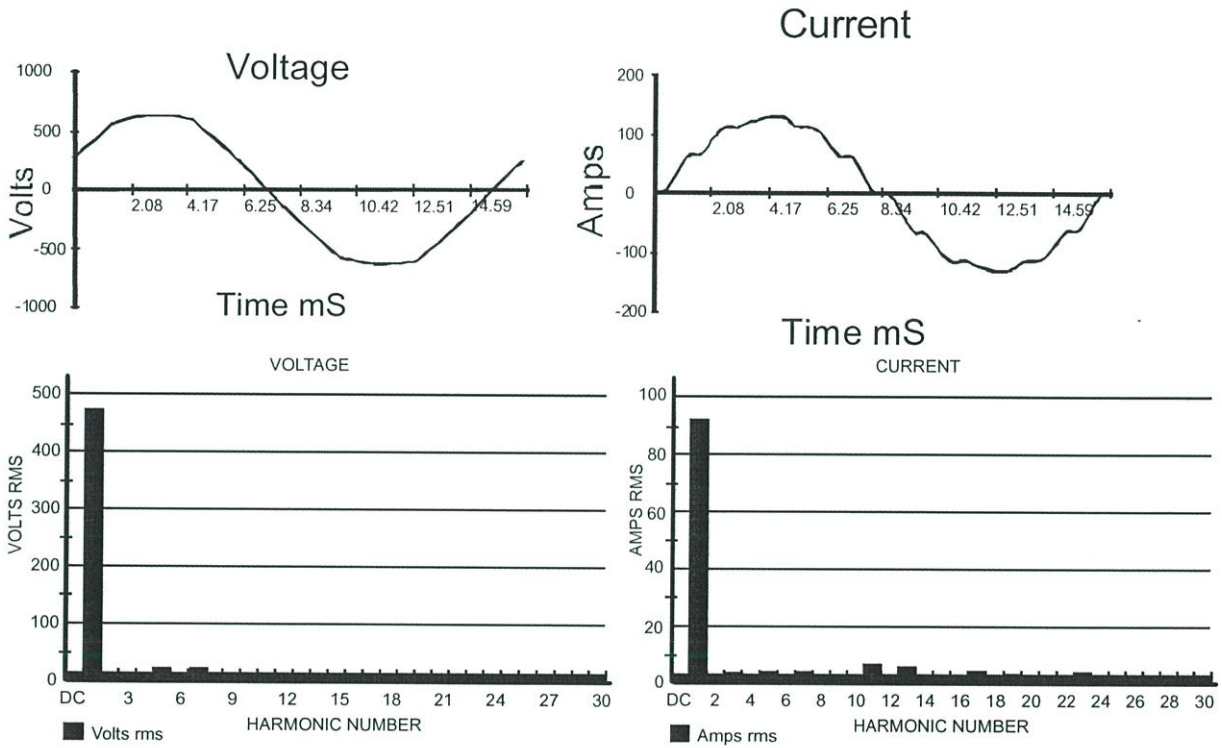 Voltage
1000
500
0
-500
-1000
Volts
2.08 4.17 6.25 8.34 10.42 12.51 14.59
Time mS
Current
200
100
0
-100
-200
Amps
2.08 4.17 6.25 8.34 10.42 12.51 14.59
Time mS
VOLTAGE
500
400
300
200
100
0
VOLTS RMS
DC 3 6 9 12 15 18 21 24 27 30
HARMONIC NUMBER
Volts rms
CURRENT
100
80
60
40
20
0
AMPS RMS
DC 2 4 6 8 10 12 14 16 18 20 22 24 26 28 30
HARMONIC NUMBER
Amps rms